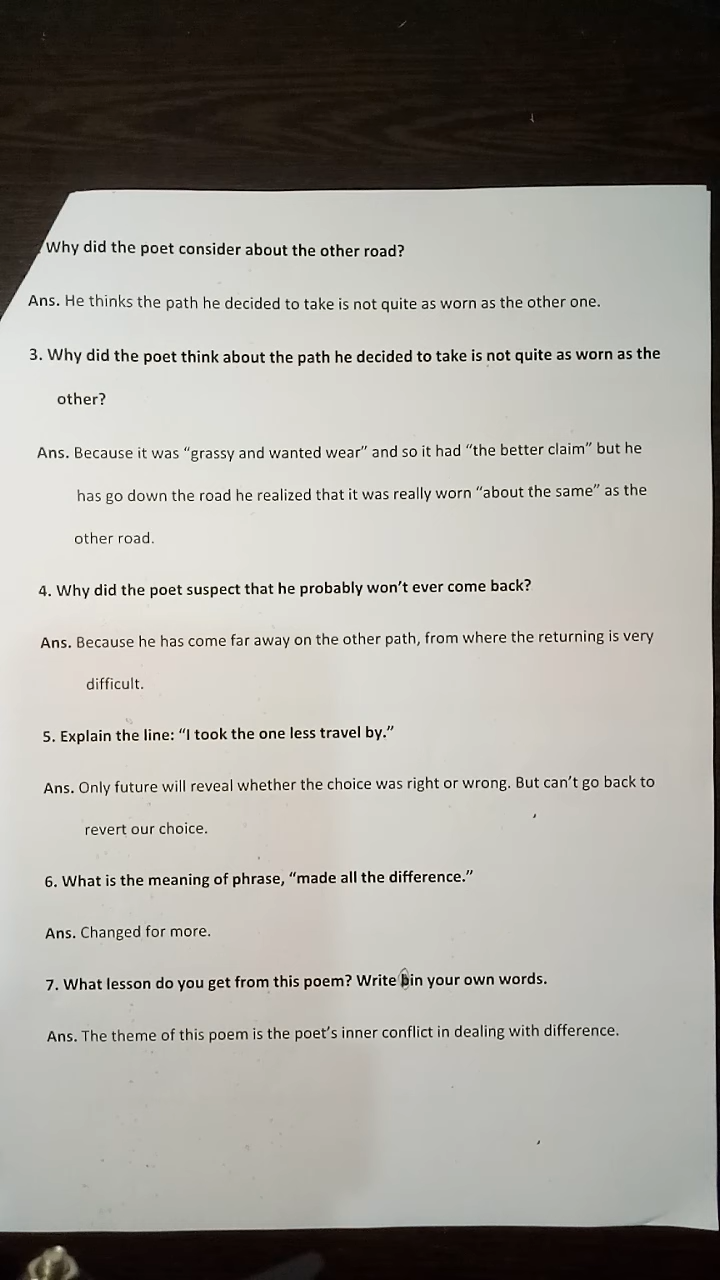 Why did the poet consider about the other road?
Ans. He thinks the path he decided to take is not quite as worn as the other one.
3. Why did the poet think about the path he decided to take is not quite as worn as the
other?
Ans. Because it was “grassy and wanted wear” and so it had “the better claim” but he
has go down the road he realized that it was really worn “about the same” as the
other road.
4. Why did the poet suspect that he probably won’t ever come back?
Ans. Because he has come far away on the other path, from where the returning is very
difficult.
5. Explain the line: “I took the one less travel by.”
Ans. Only future will reveal whether the choice was right or wrong. But can’t go back to
revert our choice.
6. What is the meaning of phrase, “made all the difference.”
Ans. Changed for more.
7. What lesson do you get from this poem? Write bin your own words.
Ans. The theme of this poem is the poet’s inner conflict in dealing with difference.